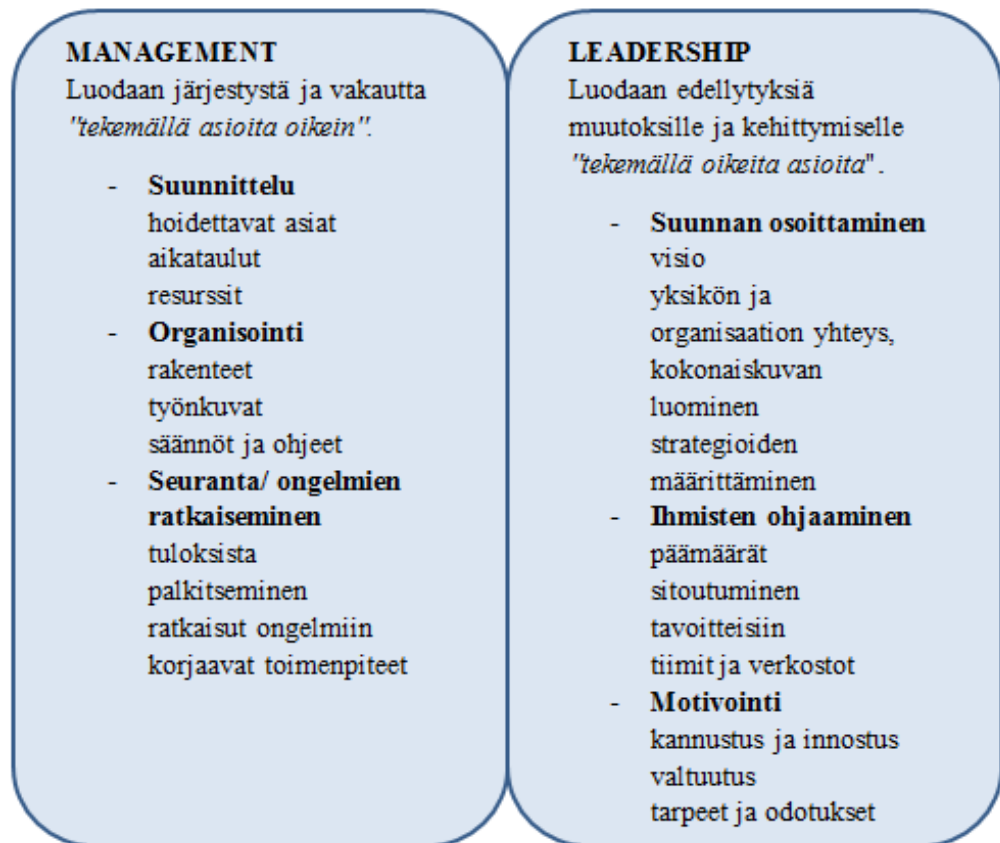 MANAGEMENT
Luodaan järjestystä ja vakautta
"tekemällä asioita oikein".
- Suunnittelu
hoidettavat asiat
aikataulut
resurssit
- Organisointi
rakenteet
työnkuvat
säännöt ja ohjeet
- Seuranta/ ongelmien
ratkaiseminen
tuloksista
palkitseminen
ratkaisut ongelmiin
korjaavat toimenpiteet
LEADERSHIP
Luodaan edellytyksiä
muutoksille ja kehittymiselle
"tekemällä oikeita asioita".
- Suunnan osoittaminen
visio
yksikön ja
organisaation yhteys,
kokonaiskuvan
luominen
strategioiden
määrittäminen
- Ihmisten ohjaaminen
päämäärät
sitoutuminen
tavoitteisiin
tiimit ja verkostot
- Motivointi
kannustus ja innostus
valtuutus
tarpeet ja odotukset